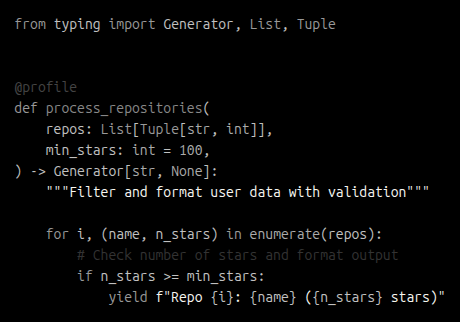 from typing import Generator, List, Tuple
@profile
def process_repositories(
    repos: List[Tuple[str, int]],
    min_stars: int = 100,
) -> Generator[str, None]:
    """Filter and format user data with validation"""
    for i, (name, n_stars) in enumerate(repos):
        # Check number of stars and format output
        if n_stars >= min_stars:
            yield f"Repo {i}: {name} ({n_stars} stars)"